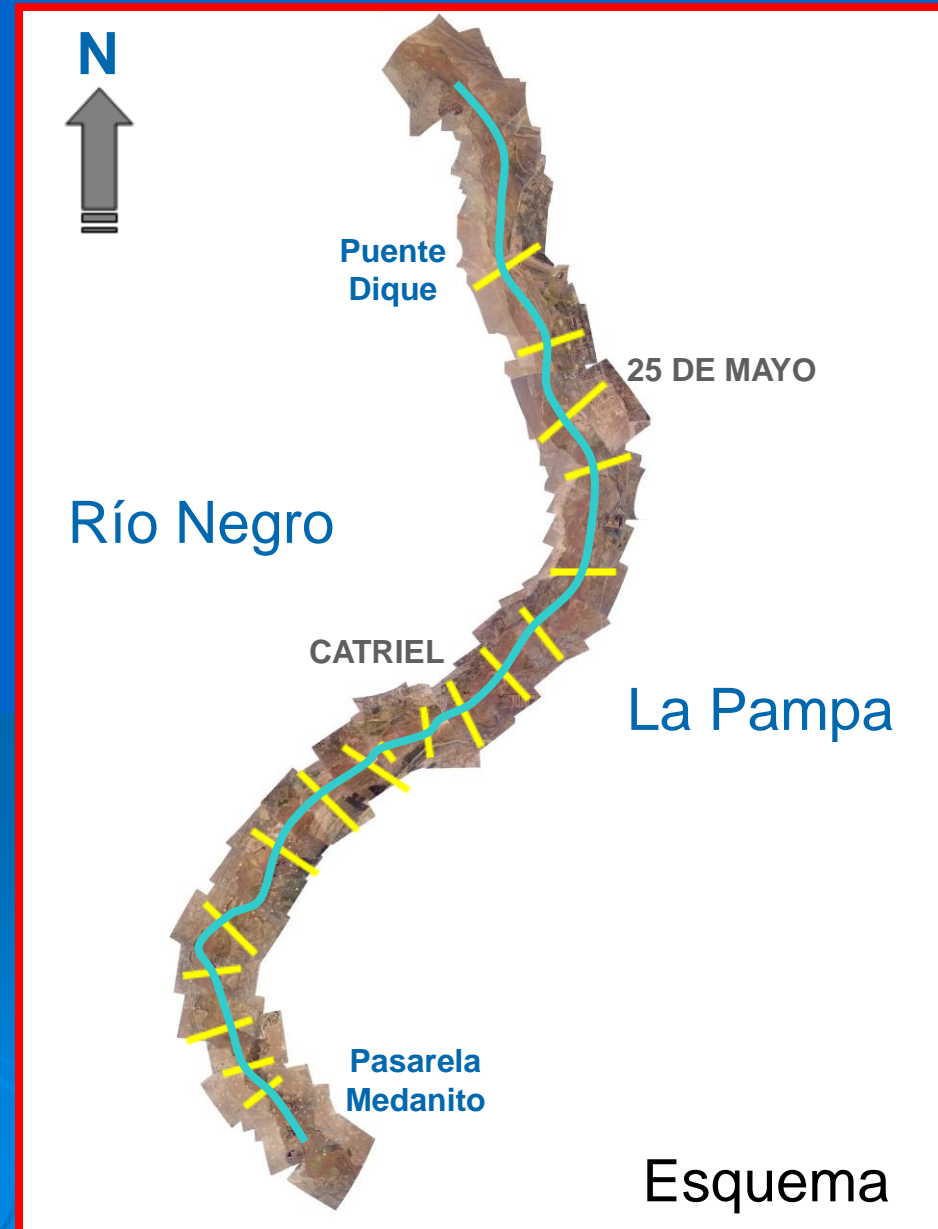 N
Puente
Dique
25 DE MAYO
Río Negro
CATRIEL
La Pampa
Pasarela
Medanito
Esquema